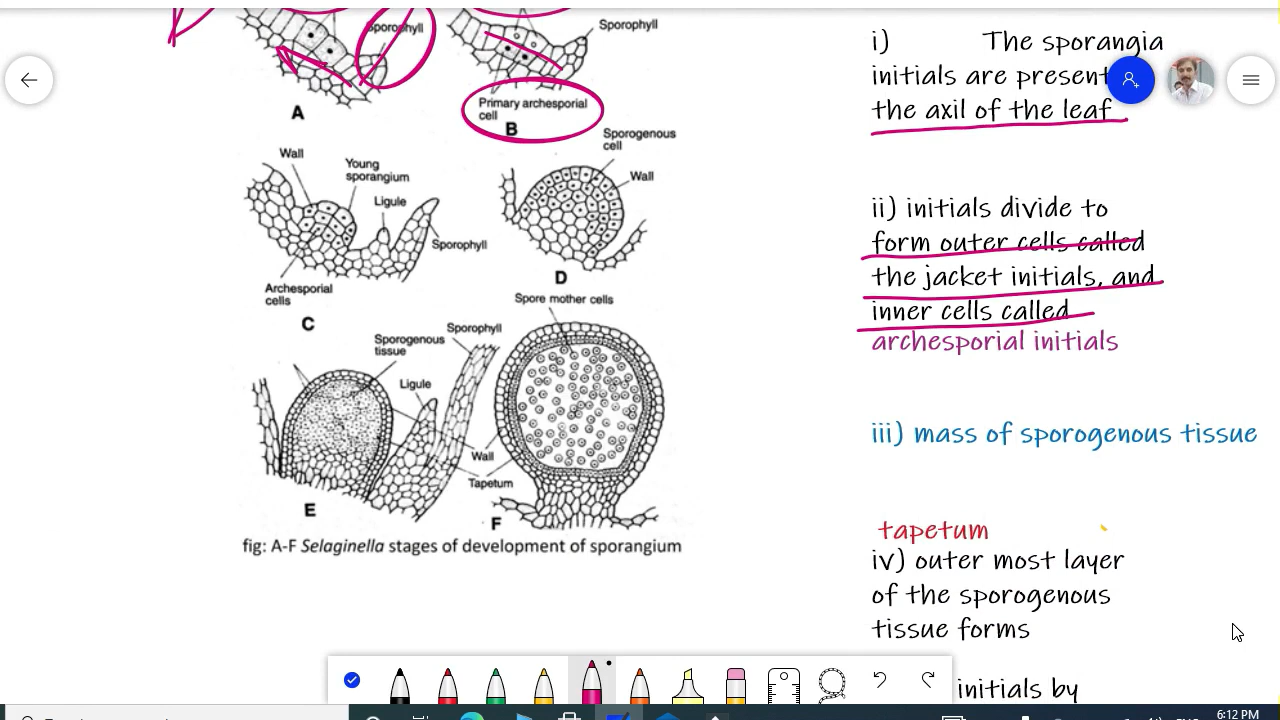 Sporophyll
Sporophyll
A
Primary archesporial
cell
B
Wall
Young
sporangium
Ligule
Sporophyll
Archesporial
cells
C
Sporogenous
cell
Wall
D
Sporogenous
tissue
Sporophyll
Ligule
Wall
Tapetum
E
Spore mother cells
F
fig: A-F Selaginella stages of development of sporangium
i) The sporangia
initials are present
the axil of the leaf
ii) initials divide to
form outer cells called
the jacket initials, and
inner cells called
archesporial initials
iii) mass of sporogenous tissue
tapetum
iv) outer most layer
of the sporogenous
tissue forms
initials by
6:12 PM